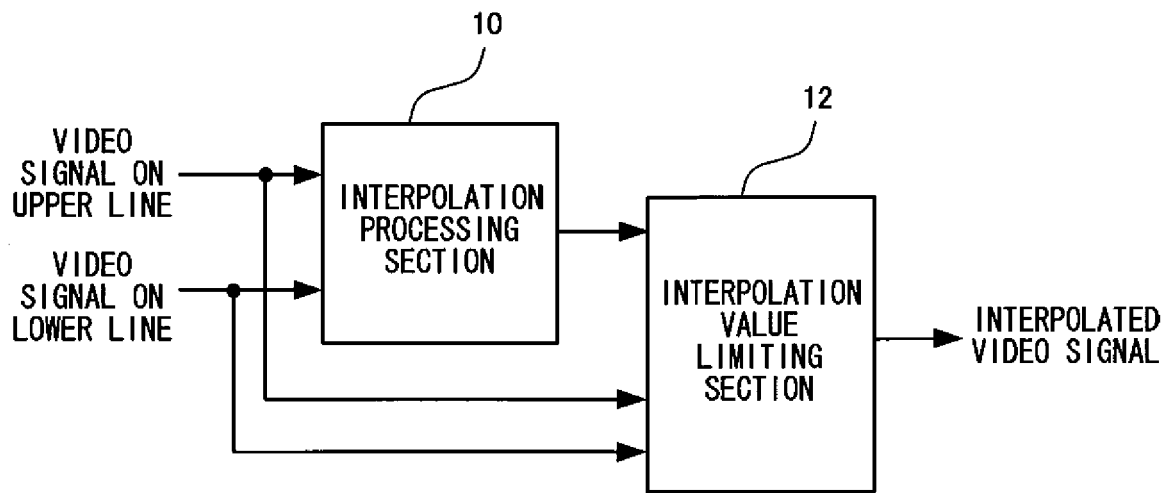 10
12
VIDEO
SIGNAL ON
UPPER LINE
INTERPOLATION
PROCESSING
SECTION
VIDEO
SIGNAL ON
LOWER LINE
INTERPOLATION
VALUE
LIMITING
SECTION
INTERPOLATED
VIDEO SIGNAL